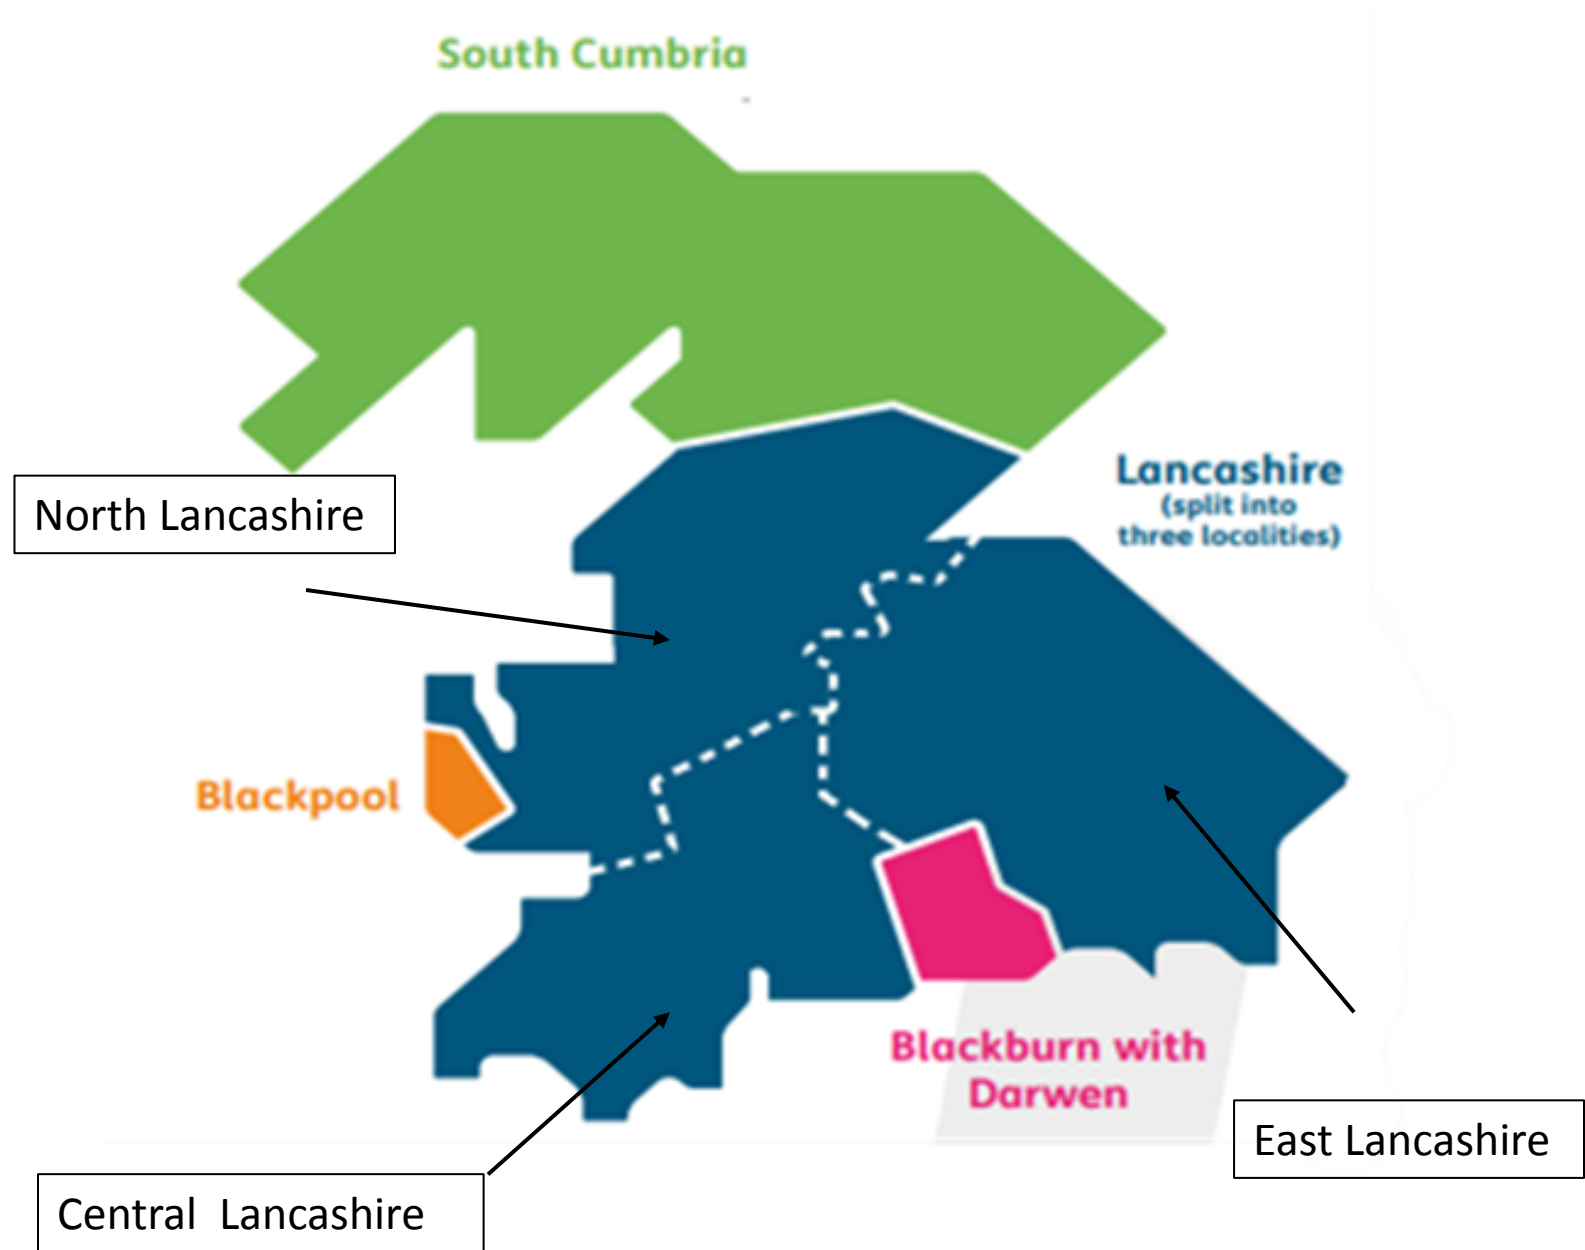 South Cumbria
North Lancashire
Lancashire
(split into
three localities)
Blackpool
Blackburn with
Darwen
East Lancashire
Central  Lancashire